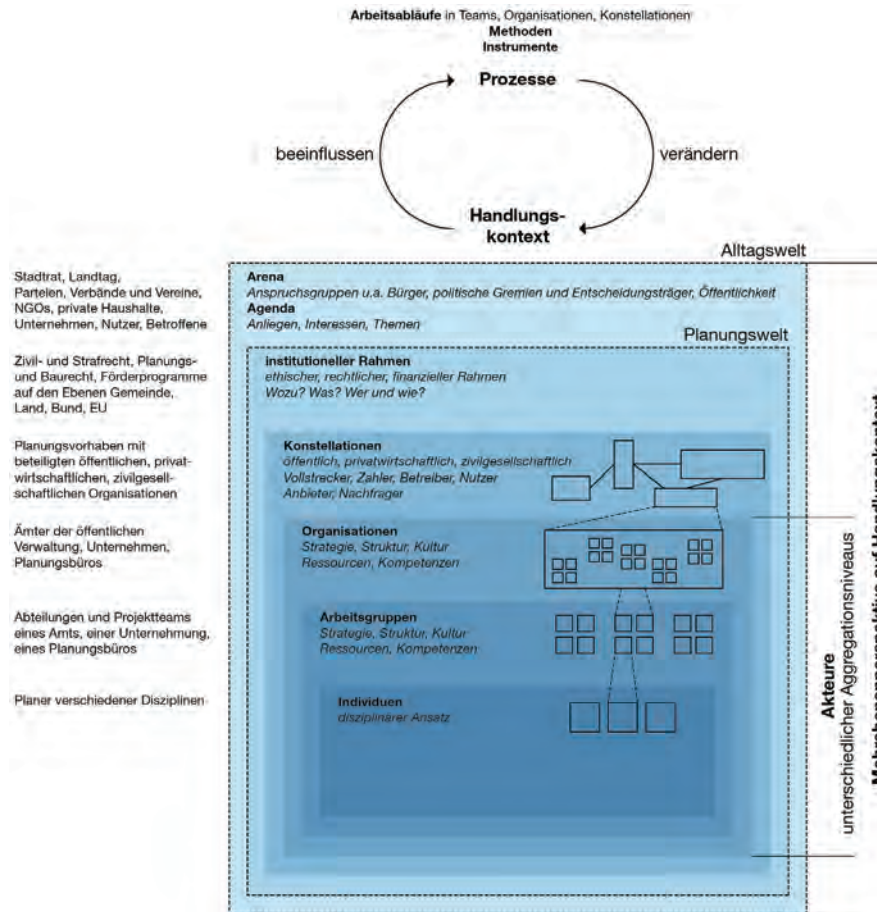 Arbeitsabläufe in Teams, Organisationen, Konstellationen
Methoden
Instrumente
Prozesse
beeinflussen
verändern
Handlungs-
kontext
Alltagswelt
Stadtrat, Landtag,
Parteien, Verbände und Vereine,
NGOs, private Haushalte,
Unternehmen, Nutzer, Betroffene
Arena
Anspruchsgruppen u.a. Bürger, politische Gremien und Entscheidungsträger, Öffentlichkeit
Agenda
Anliegen, Interessen, Themen
Planungswelt
Zivil- und Strafrecht, Planungs-
und Baurecht, Förderprogramme
auf den Ebenen Gemeinde,
Land, Bund, EU
institutioneller Rahmen
ethischer, rechtlicher, finanzieller Rahmen
Wozu? Was? Wer und wie?
Planungsvorhaben mit
beteiligten öffentlichen, privat-
wirtschaftlichen, zivilgesell-
schaftlichen Organisationen
Konstellationen
öffentlich, privatwirtschaftlich, zivilgesellschaftlich
Vollstrecker, Zahler, Betreiber, Nutzer
Anbieter, Nachfrager
Ämter der öffentlichen
Verwaltung, Unternehmen,
Planungsbüros
Organisationen
Strategie, Struktur, Kultur
Ressourcen, Kompetenzen
Abteilungen und Projektteams
eines Amts, einer Unternehmung,
eines Planungsbüros
Arbeitsgruppen
Strategie, Struktur, Kultur
Ressourcen, Kompetenzen
Planer verschiedener Disziplinen
Individuen
disziplinärer Ansatz
Akteure
unterschiedlicher Aggregationsniveaus